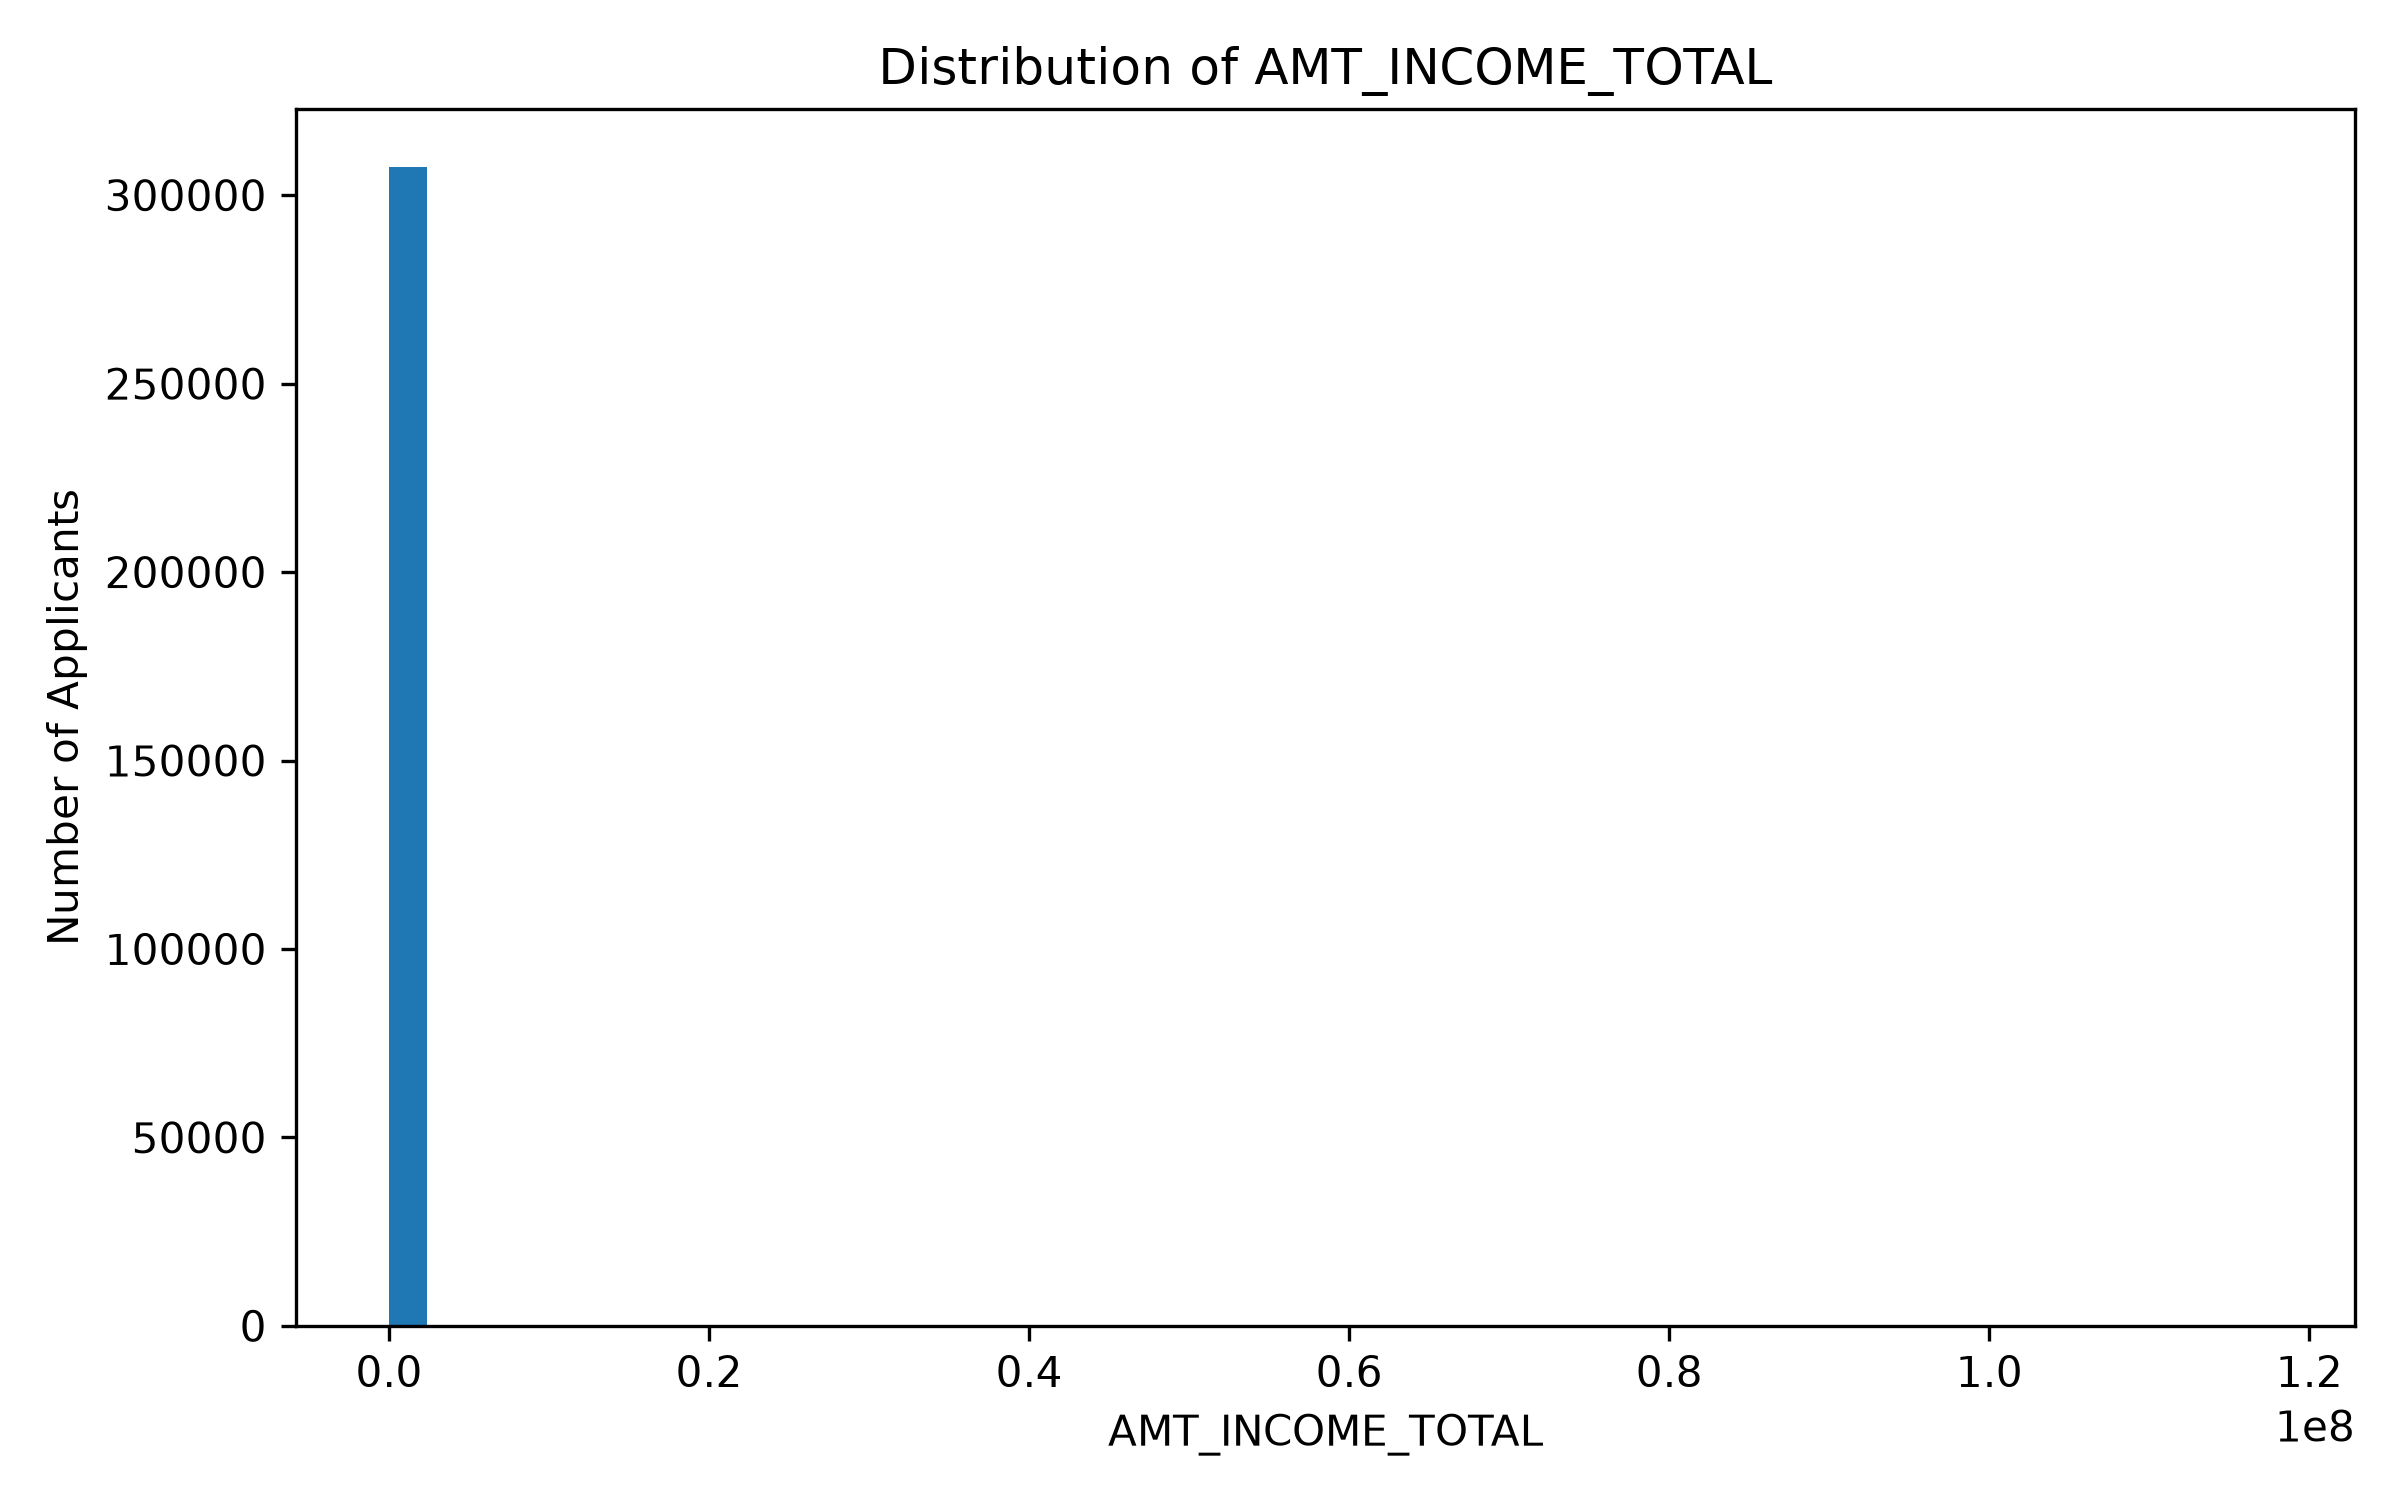 Distribution of AMT_INCOME_TOTAL
Number of Applicants
300000
250000
200000
150000
100000
50000
0
0.0 0.2 0.4 0.6 0.8 1.0 1.2
1e8
AMT_INCOME_TOTAL